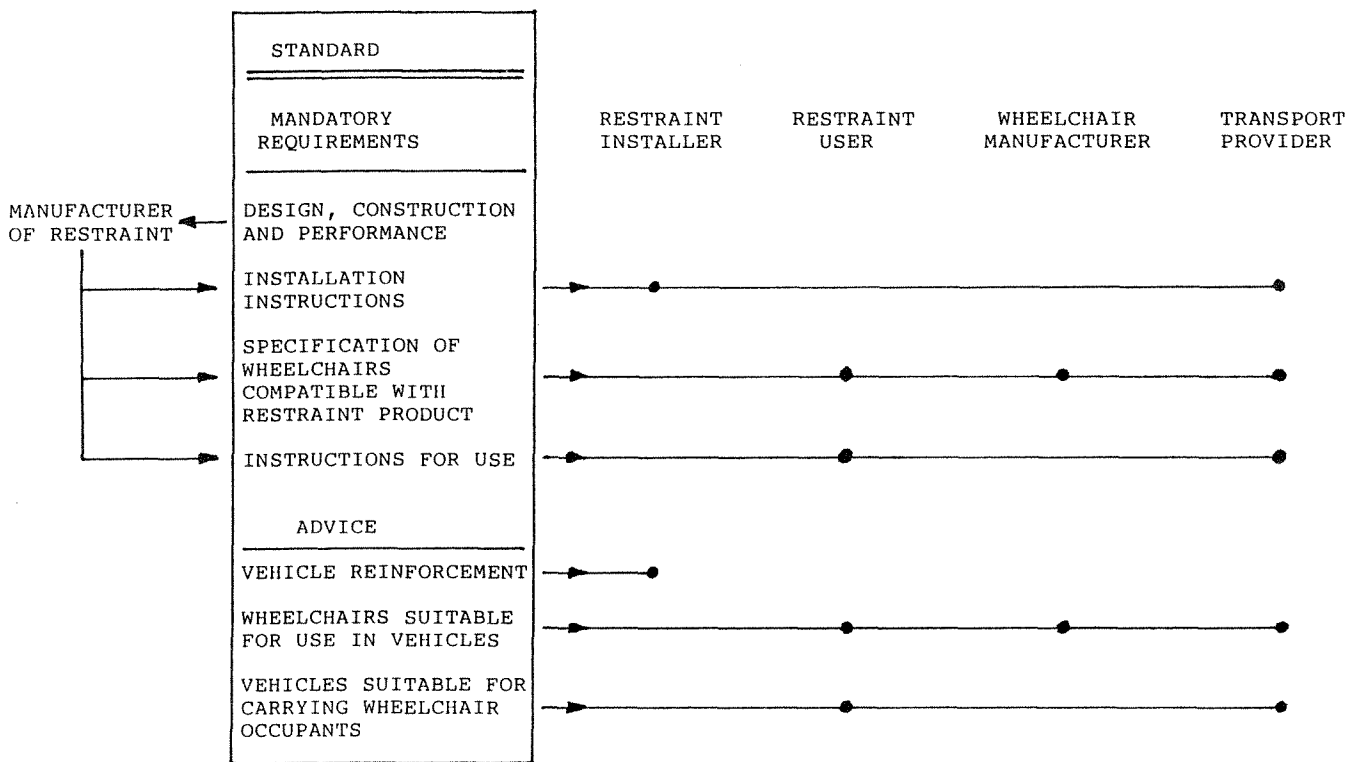 STANDARD
MANDATORY
REQUIREMENTS
RESTRAINT
INSTALLER
RESTRAINT
USER
WHEELCHAIR
MANUFACTURER
TRANSPORT
PROVIDER
MANUFACTURER
OF RESTRAINT
DESIGN, CONSTRUCTION
AND PERFORMANCE
INSTALLATION
INSTRUCTIONS
SPECIFICATION OF
WHEELCHAIRS
COMPATIBLE WITH
RESTRAINT PRODUCT
INSTRUCTIONS FOR USE
ADVICE
VEHICLE REINFORCEMENT
WHEELCHAIRS SUITABLE
FOR USE IN VEHICLES
VEHICLES SUITABLE FOR
CARRYING WHEELCHAIR
OCCUPANTS